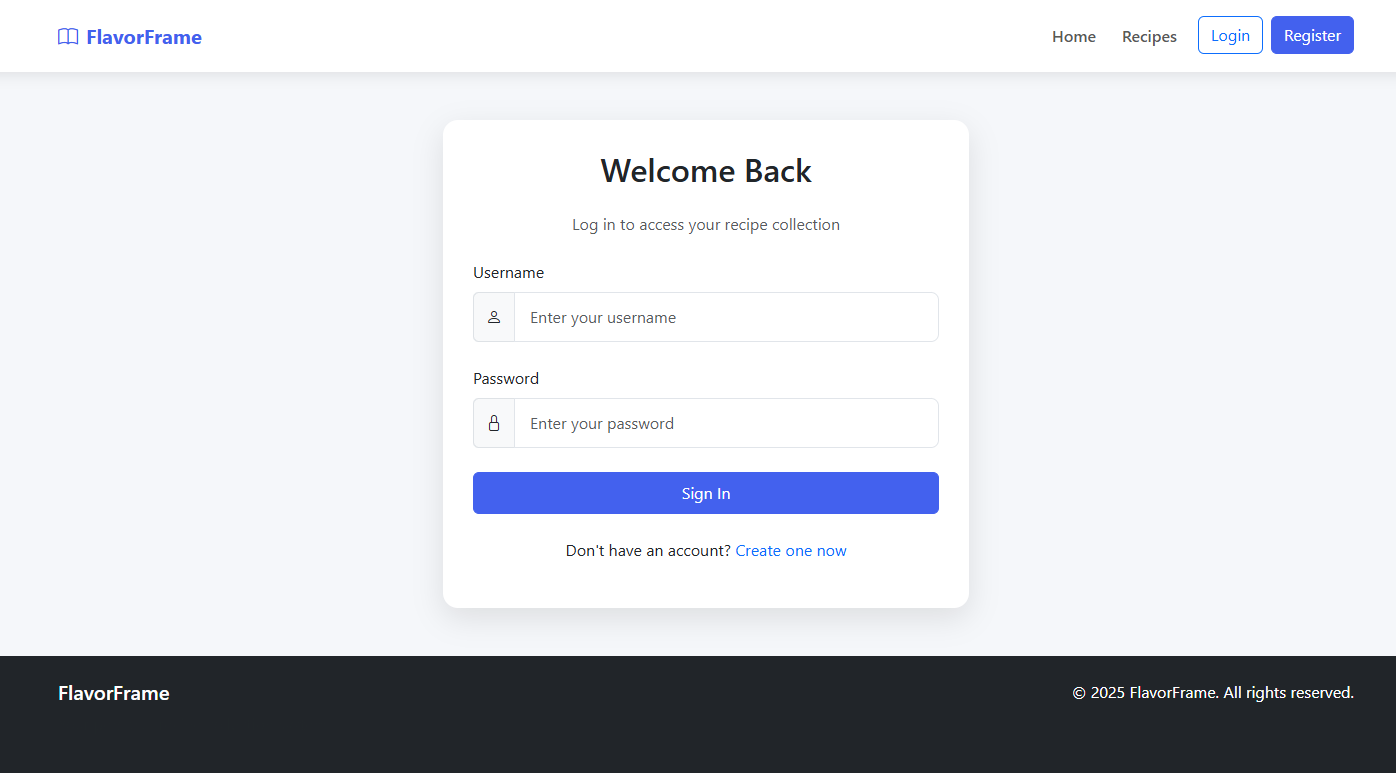 FlavorFrame
Home Recipes Login Register
Welcome Back
Log in to access your recipe collection
Username
Enter your username
Password
Enter your password
Sign In
Don't have an account? Create one now
FlavorFrame
© 2025 FlavorFrame. All rights reserved.